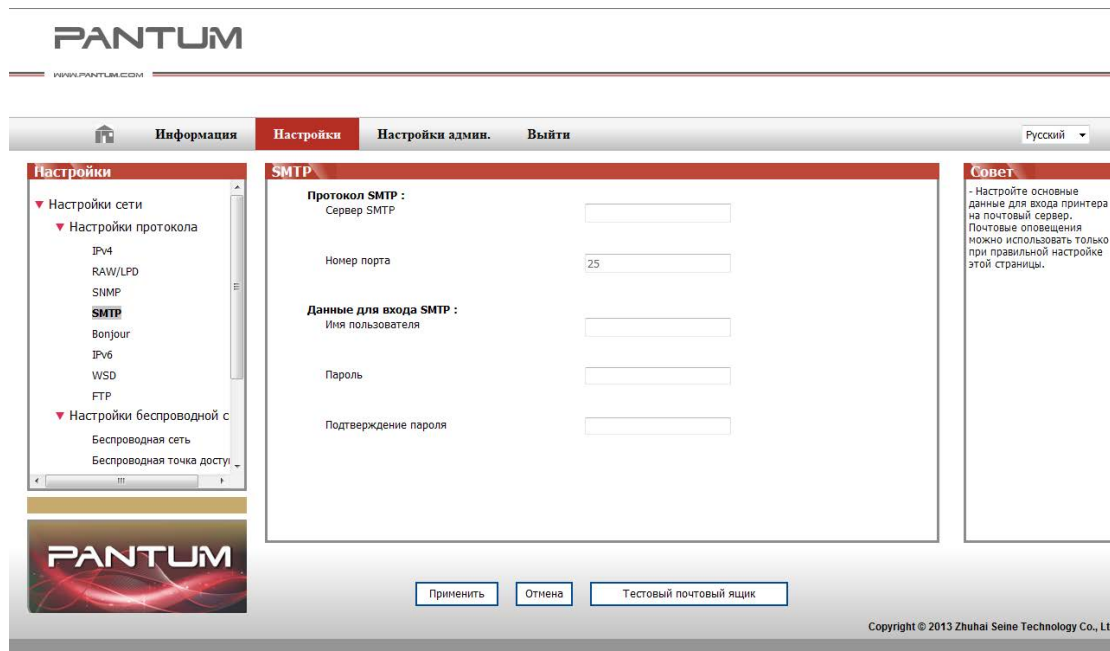 PANTUM
WWW.PANTUM.COM
Информация
Настройки
Настройки админ.
Выйти
Русский
Настройки
Настройки сети
Настройки протокола
IPv4
RAW/LPD
SNMP
SMTP
Bonjour
IPv6
WSD
FTP
Настройки беспроводной с
Беспроводная сеть
Беспроводная точка досту
PANTUM
SMTP
Протокол SMTP :
Сервер SMTP
Номер порта
25
Данные для входа SMTP :
Имя пользователя
Пароль
Подтверждение пароля
Совет
- Настройте основные
данные для входа принтера
на почтовый сервер.
Почтовые оповещения
можно использовать только
при правильной настройке
этой страницы.
Применить
Отмена
Тестовый почтовый ящик
Copyright © 2013 Zhuhai Seine Technology Co., Lt